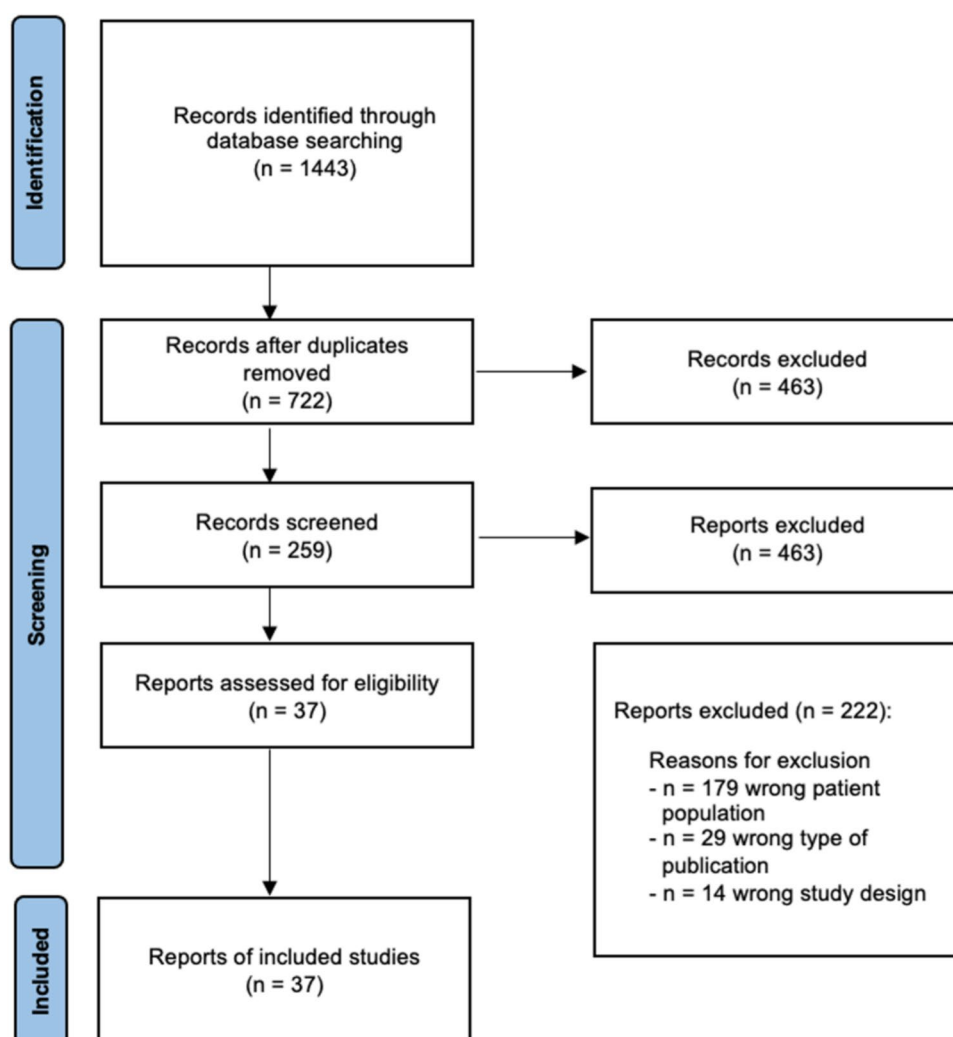 Identification
Records identified through
database searching
(n = 1443)
Screening
Records after duplicates
removed
(n = 722)
Records excluded
(n = 463)
Records screened
(n = 259)
Reports excluded
(n = 463)
Reports assessed for eligibility
(n = 37)
Reports excluded (n = 222):
Reasons for exclusion
- n = 179 wrong patient
population
- n = 29 wrong type of
publication
- n = 14 wrong study design
Included
Reports of included studies
(n = 37)